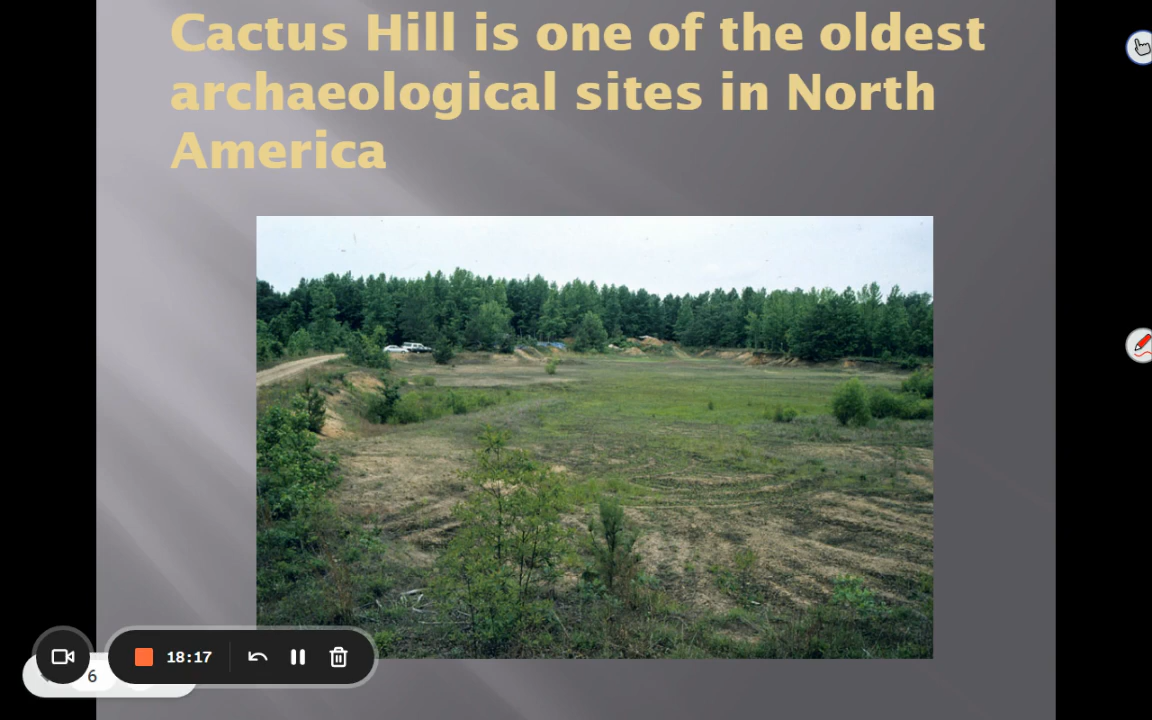 Cactus Hill is one of the oldest
archaeological sites in North
America
18:17
6